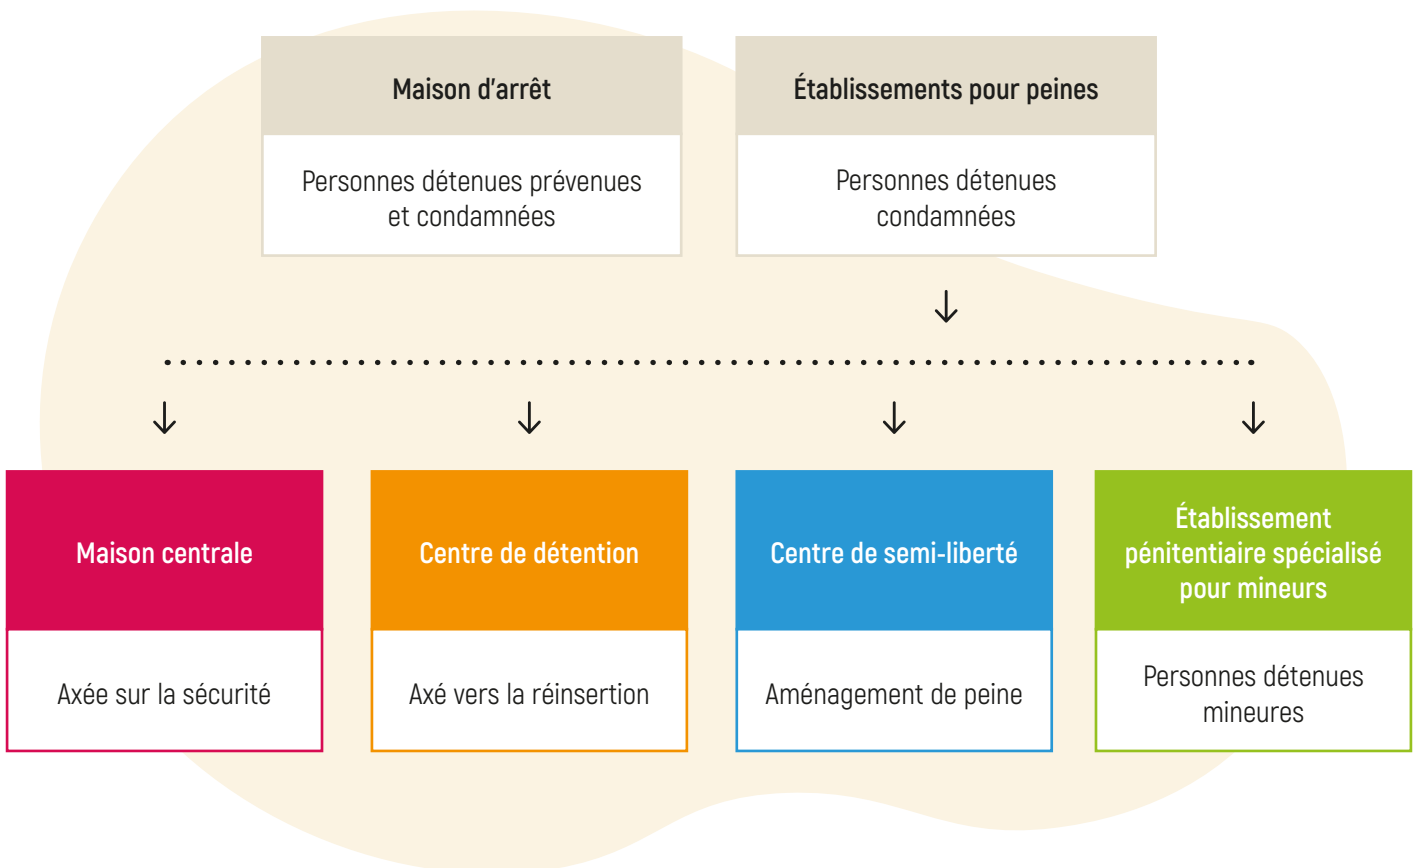 Maison d'arrêt
Personnes détenues prévenues
et condamnées
Établissements pour peines
Personnes détenues
condamnées
Maison centrale
Axée sur la sécurité
Centre de détention
Axé vers la réinsertion
Centre de semi-liberté
Aménagement de peine
Établissement
pénitentiaire spécialisé
pour mineurs
Personnes détenues
mineures